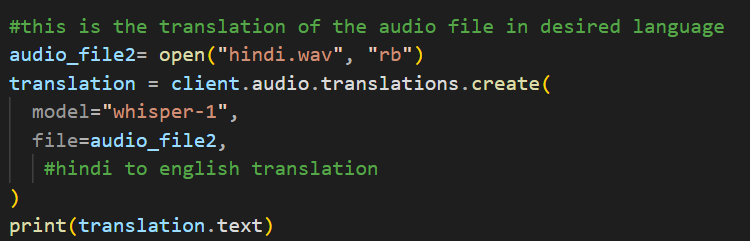 #this is the translation of the audio file in desired language
audio_file2= open("hindi.wav", "rb")
translation = client.audio.translations.create(
  model="whisper-1",
  file=audio_file2,
   #hindi to english translation
)
print(translation.text)